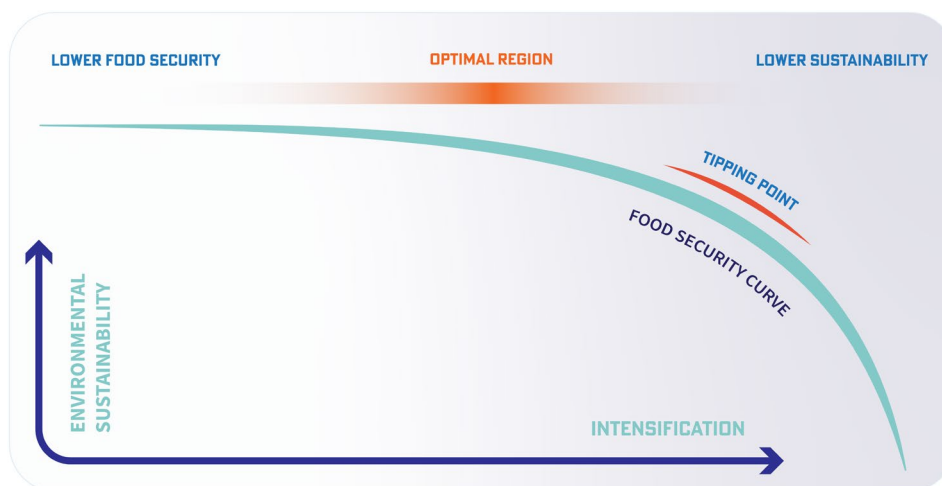 LOWER FOOD SECURITY
OPTIMAL REGION
LOWER SUSTAINABILITY
TIPPING POINT
FOOD SECURITY CURVE
ENVIRONMENTAL
SUSTAINABILITY
INTENSIFICATION